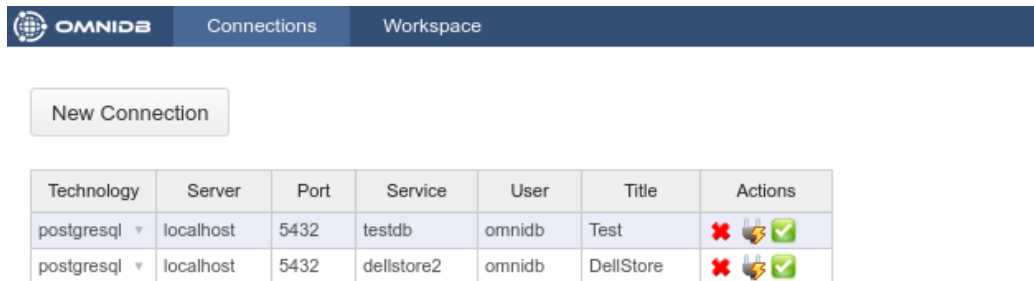 OMNIDB Connections Workspace
New Connection
Technology Server Port Service User Title Actions
postgresql localhost 5432 testdb omnidb Test
postgresql localhost 5432 dellstore2 omnidb DellStore